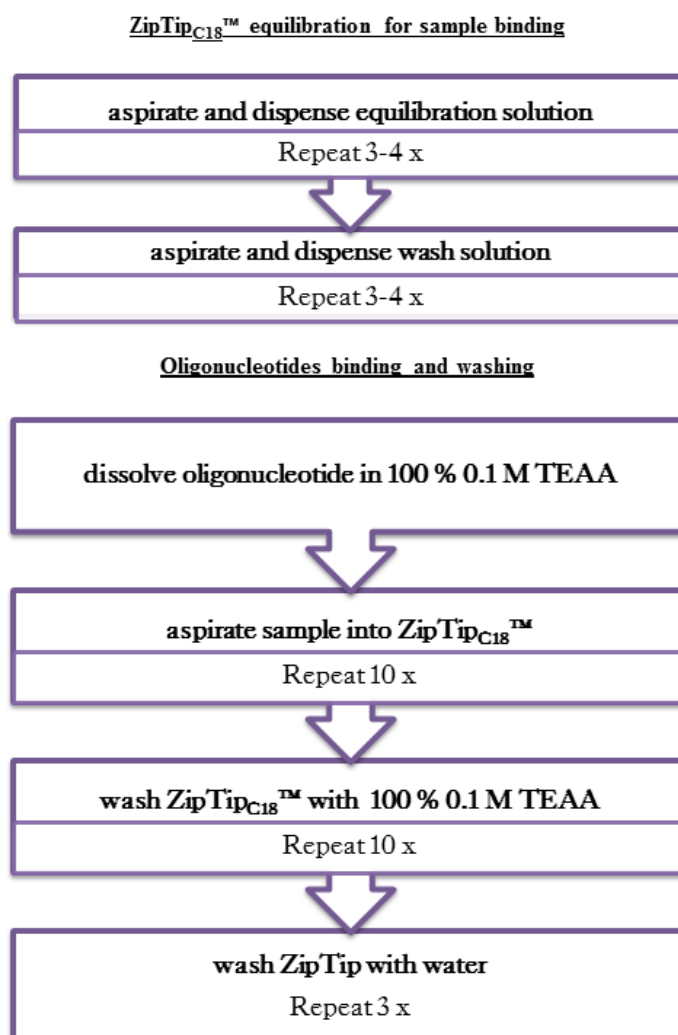 ZipTipC18™ equilibration for sample binding
aspirate and dispense equilibration solution
Repeat 3-4 x
aspirate and dispense wash solution
Repeat 3-4 x
Oligonucleotides binding and washing
dissolve oligonucleotide in 100 % 0.1 M TEAA
aspirate sample into ZipTipC18™
Repeat 10 x
wash ZipTipC18™ with 100 % 0.1 M TEAA
Repeat 10 x
wash ZipTip with water
Repeat 3 x